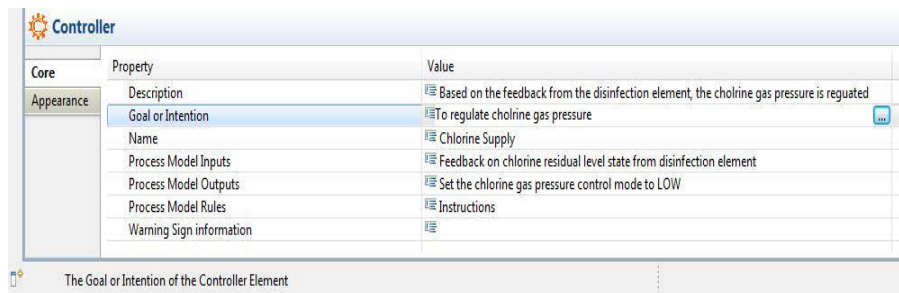 Controller
Core
Appearance
Property Value
Description Based on the feedback from the disinfection element, the cholrine gas pressure is reguated
Goal or Intention To regulate cholrine gas pressure ...
Name Chlorine Supply
Process Model Inputs Feedback on chlorine residual level state from disinfection element
Process Model Outputs Set the chlorine gas pressure control mode to LOW
Process Model Rules Instructions
Warning Sign information
The Goal or Intention of the Controller Element